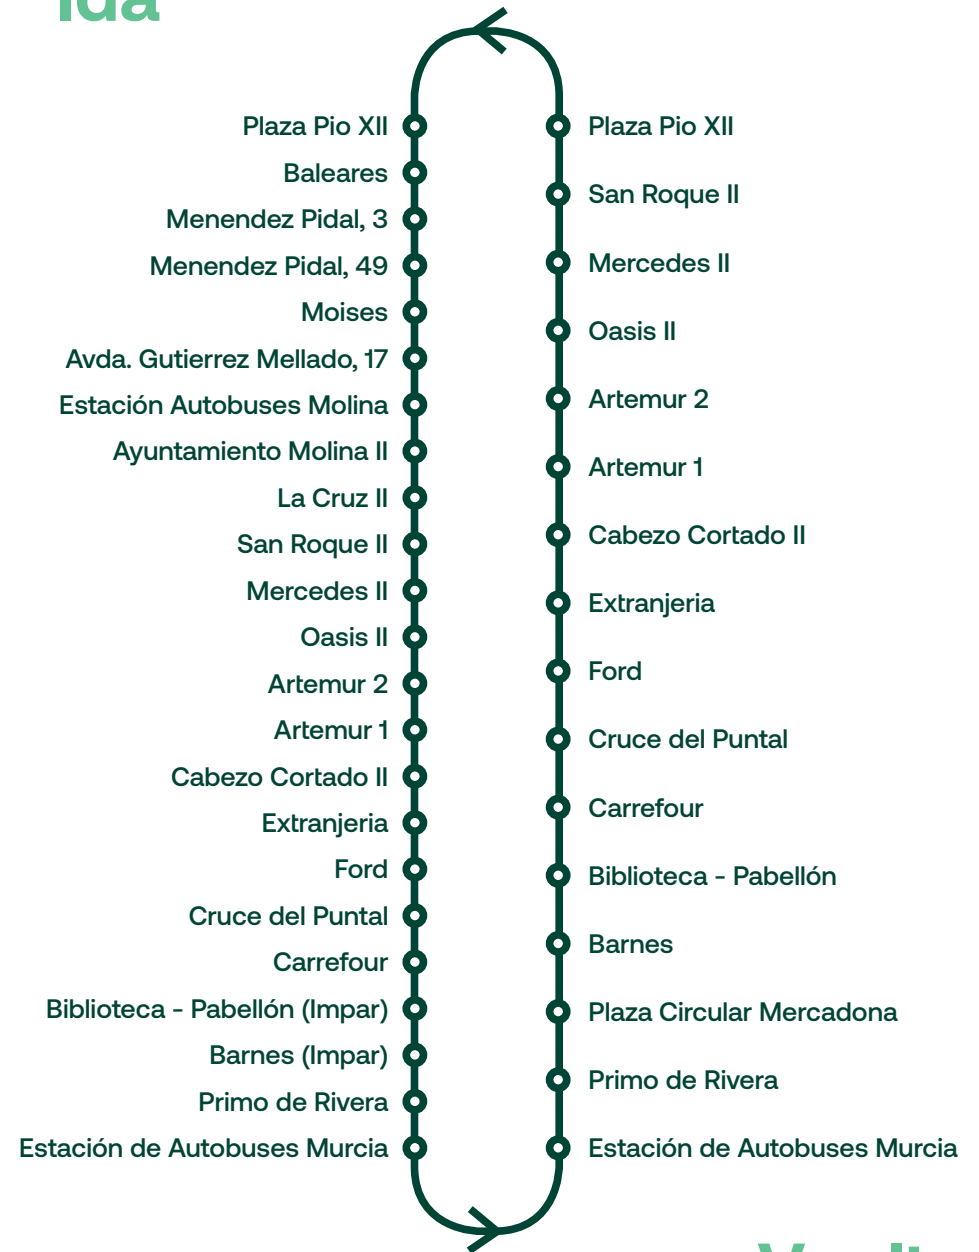 Ida
Plaza Pio XII
Baleares
Menendez Pidal, 3
Menendez Pidal, 49
Moises
Avda. Gutierrez Mellado, 17
Estación Autobuses Molina
Ayuntamiento Molina II
La Cruz II
San Roque II
Mercedes II
Oasis II
Artemur 2
Artemur 1
Cabezo Cortado II
Extranjeria
Ford
Cruce del Puntal
Carrefour
Biblioteca - Pabellón (Impar)
Barnes (Impar)
Primo de Rivera
Estación de Autobuses Murcia
Plaza Pio XII
San Roque II
Mercedes II
Oasis II
Artemur 2
Artemur 1
Cabezo Cortado II
Extranjeria
Ford
Cruce del Puntal
Carrefour
Biblioteca - Pabellón
Barnes
Plaza Circular Mercadona
Primo de Rivera
Estación de Autobuses Murcia